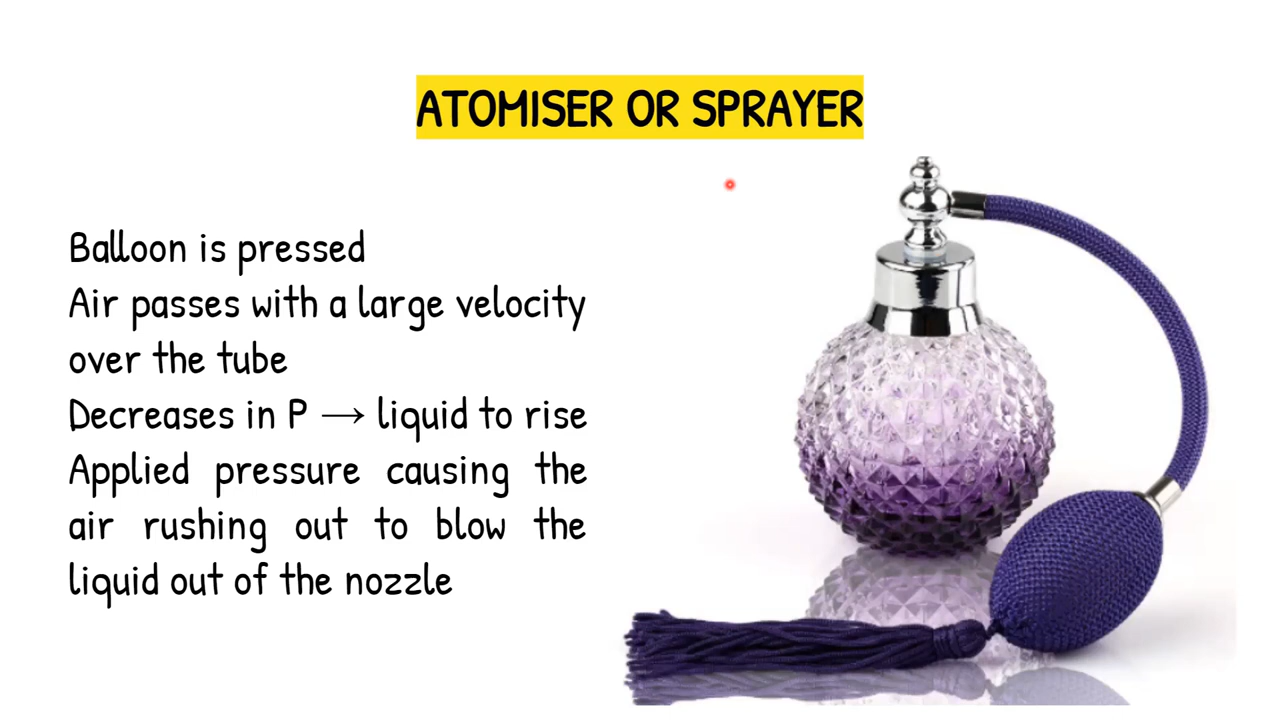 ATOMISER OR SPRAYER
Balloon is pressed
Air passes with a large velocity
over the tube
Decreases in P → liquid to rise
Applied pressure causing the
air rushing out to blow the
liquid out of the nozzle